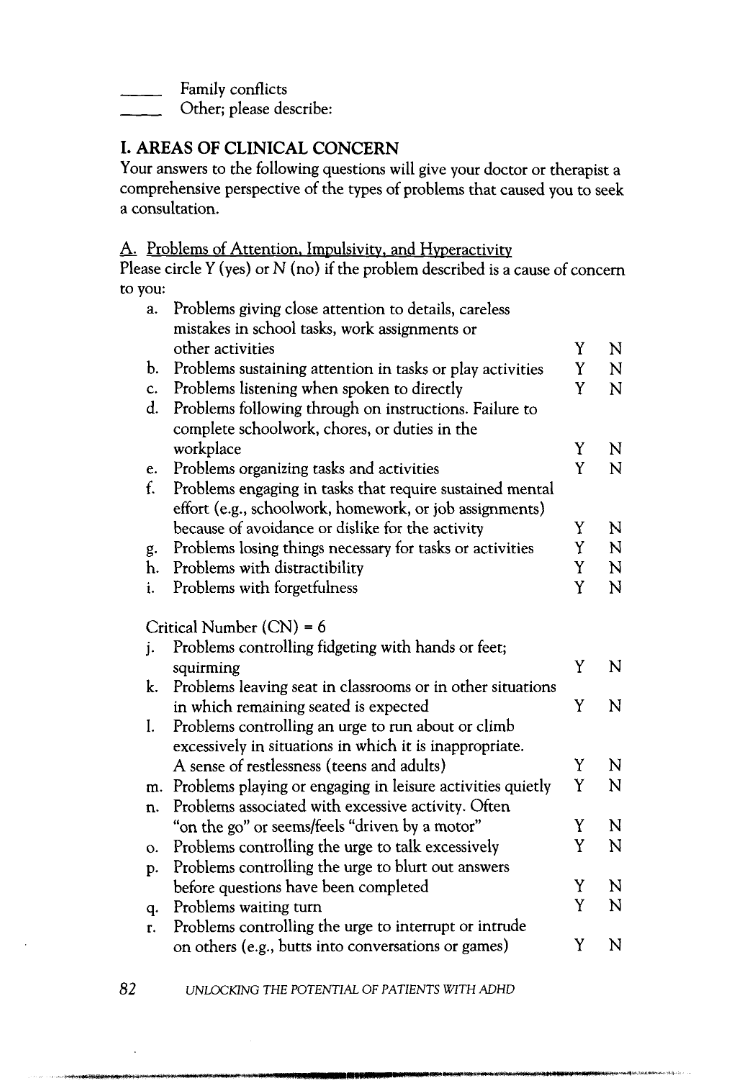 _____ Family conflicts
_____ Other; please describe:
I. AREAS OF CLINICAL CONCERN
Your answers to the following questions will give your doctor or therapist a
comprehensive perspective of the types of problems that caused you to seek
a consultation.
A. Problems of Attention, Impulsivity, and Hyperactivity
Please circle Y (yes) or N (no) if the problem described is a cause of concern
to you:
a. Problems giving close attention to details, careless
mistakes in school tasks, work assignments or
other activities Y N
b. Problems sustaining attention in tasks or play activities Y N
c. Problems listening when spoken to directly Y N
d. Problems following through on instructions. Failure to
complete schoolwork, chores, or duties in the
workplace Y N
e. Problems organizing tasks and activities Y N
f. Problems engaging in tasks that require sustained mental
effort (e.g., schoolwork, homework, or job assignments)
because of avoidance or dislike for the activity Y N
g. Problems losing things necessary for tasks or activities Y N
h. Problems with distractibility Y N
i. Problems with forgetfulness Y N
Critical Number (CN) = 6
j. Problems controlling fidgeting with hands or feet;
squirming Y N
k. Problems leaving seat in classrooms or in other situations
in which remaining seated is expected Y N
l. Problems controlling an urge to run about or climb
excessively in situations in which it is inappropriate.
A sense of restlessness (teens and adults) Y N
m. Problems playing or engaging in leisure activities quietly Y N
n. Problems associated with excessive activity. Often
"on the go" or seems/feels "driven by a motor" Y N
o. Problems controlling the urge to talk excessively Y N
p. Problems controlling the urge to blurt out answers
before questions have been completed Y N
q. Problems waiting turn Y N
r. Problems controlling the urge to interrupt or intrude
on others (e.g., butts into conversations or games) Y N
82 UNLOCKING THE POTENTIAL OF PATIENTS WITH ADHD